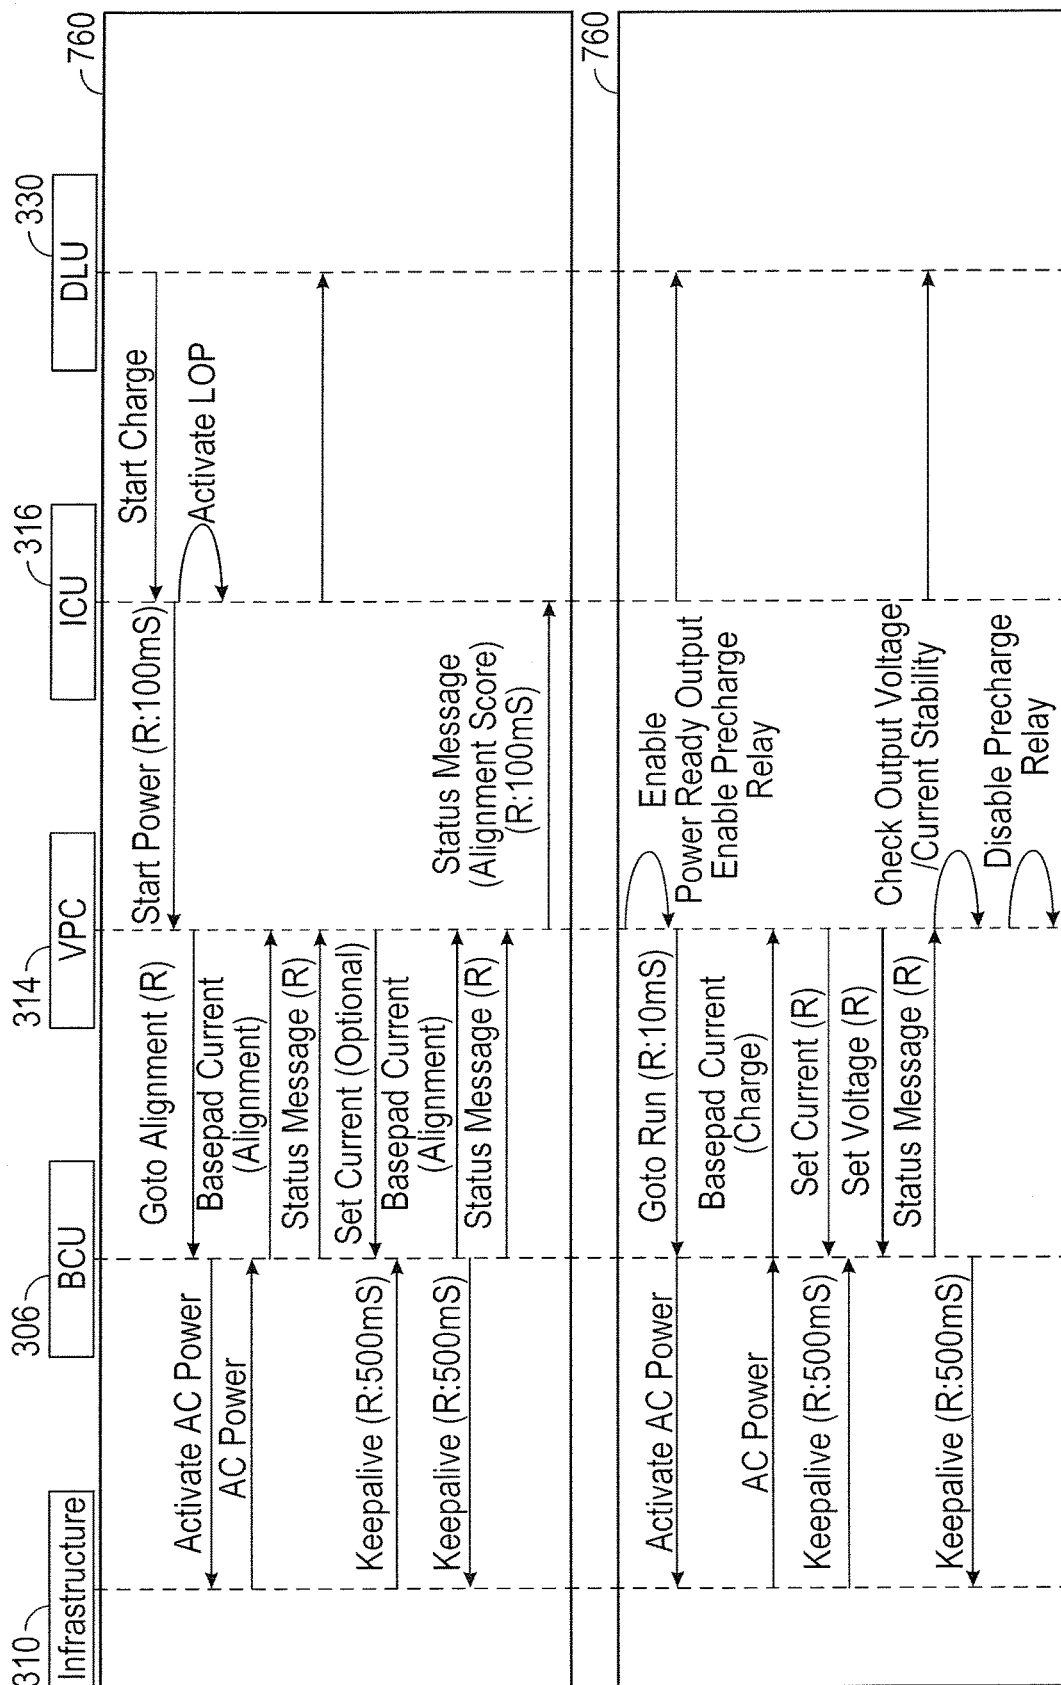 310
Infrastructure
306
BCU
314
VPC
316
ICU
330
DLU
760
Start Charge
Start Power (R:100mS)
Activate LOP
Goto Alignment (R)
Activate AC Power
AC Power
Basepad Current
(Alignment)
Status Message (R)
Set Current (Optional)
Keepalive (R:500mS)
Basepad Current
(Alignment)
Keepalive (R:500mS)
Status Message (R)
Status Message
(Alignment Score)
(R:100mS)
760
Enable
Power Ready Output
Enable Precharge
Relay
Goto Run (R:10mS)
Activate AC Power
Basepad Current
(Charge)
AC Power
Set Current (R)
Keepalive (R:500mS)
Set Voltage (R)
Status Message (R)
Check Output Voltage
/Current Stability
Keepalive (R:500mS)
Disable Precharge
Relay